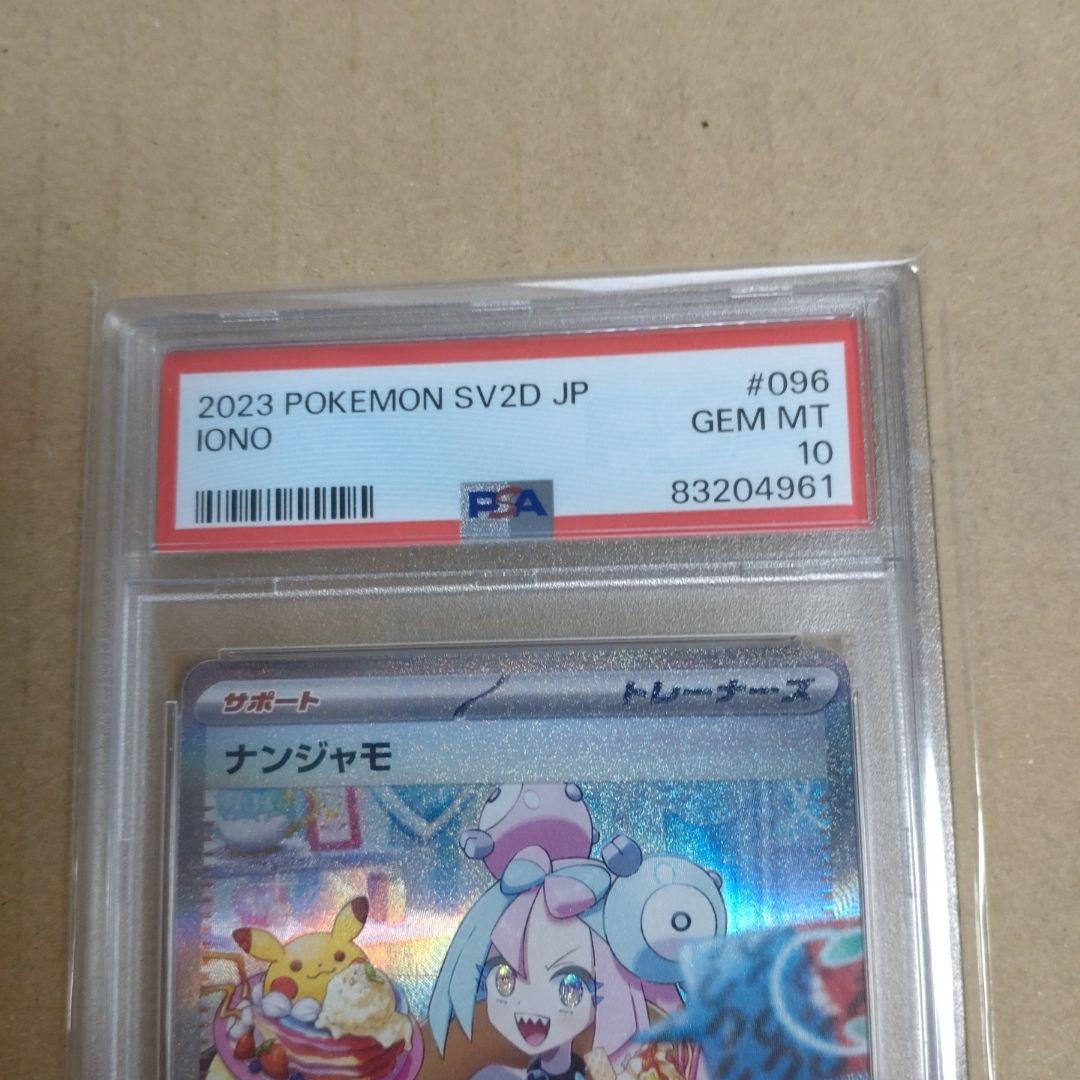 2023 POKEMON SV2D JP #096
IONO GEM MT
10
PSA 83204961
サポート トレーナーズ
ナンジャモ